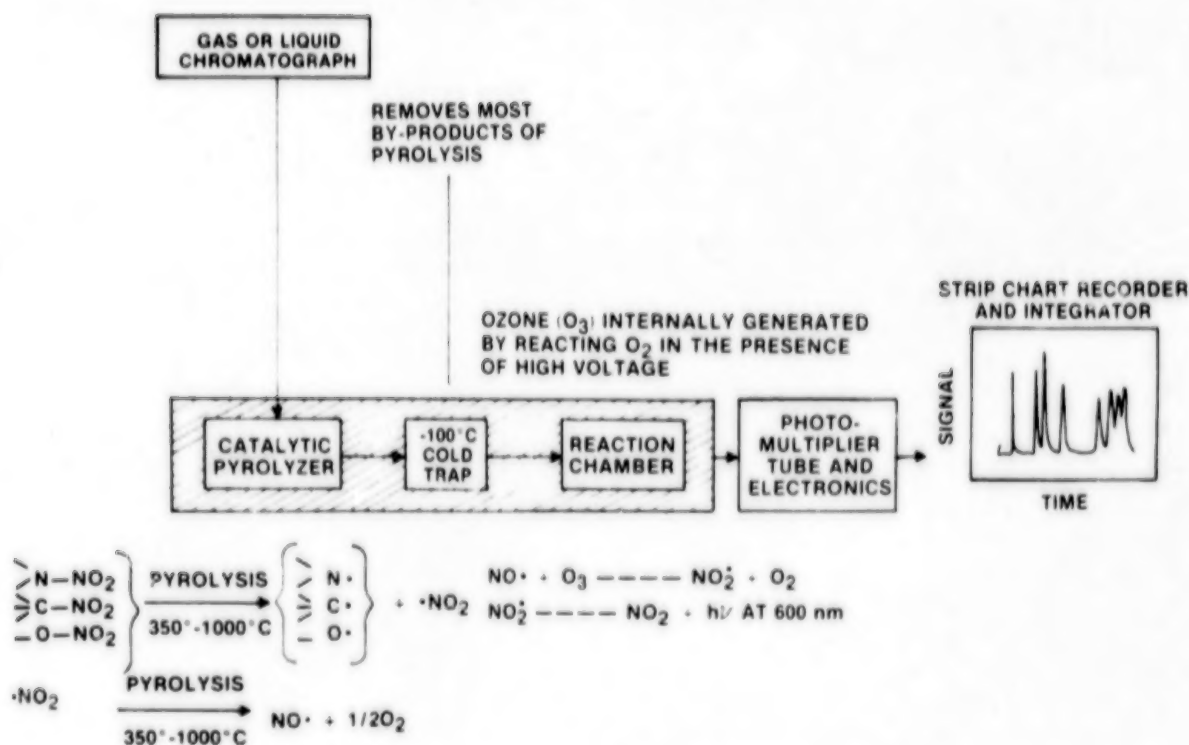 GAS OR LIQUID
CHROMATOGRAPH
REMOVES MOST
BY-PRODUCTS OF
PYROLYSIS
OZONE (O₃) INTERNALLY GENERATED
BY REACTING O₂ IN THE PRESENCE
OF HIGH VOLTAGE
STRIP CHART RECORDER
AND INTEGRATOR
SIGNAL
TIME
CATALYTIC
PYROLYZER
-100°C
COLD
TRAP
REACTION
CHAMBER
PHOTO-
MULTIPLIER
TUBE AND
ELECTRONICS
N—NO₂
C—NO₂
O—NO₂
PYROLYSIS
350°-1000°C
N·
C·
O·
+ ·NO₂
NO· + O₃ ---- NO₂· + O₂
NO₂· ---- NO₂ + hν AT 600 nm
·NO₂
PYROLYSIS
350°-1000°C
NO· + 1/2O₂